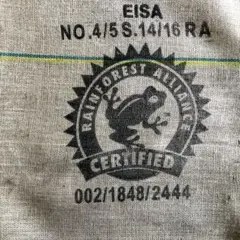 EISA
NO.4/5 S.14/16 RA
RAINFOREST ALLIANCE
CERTIFIED
002/1848/2444